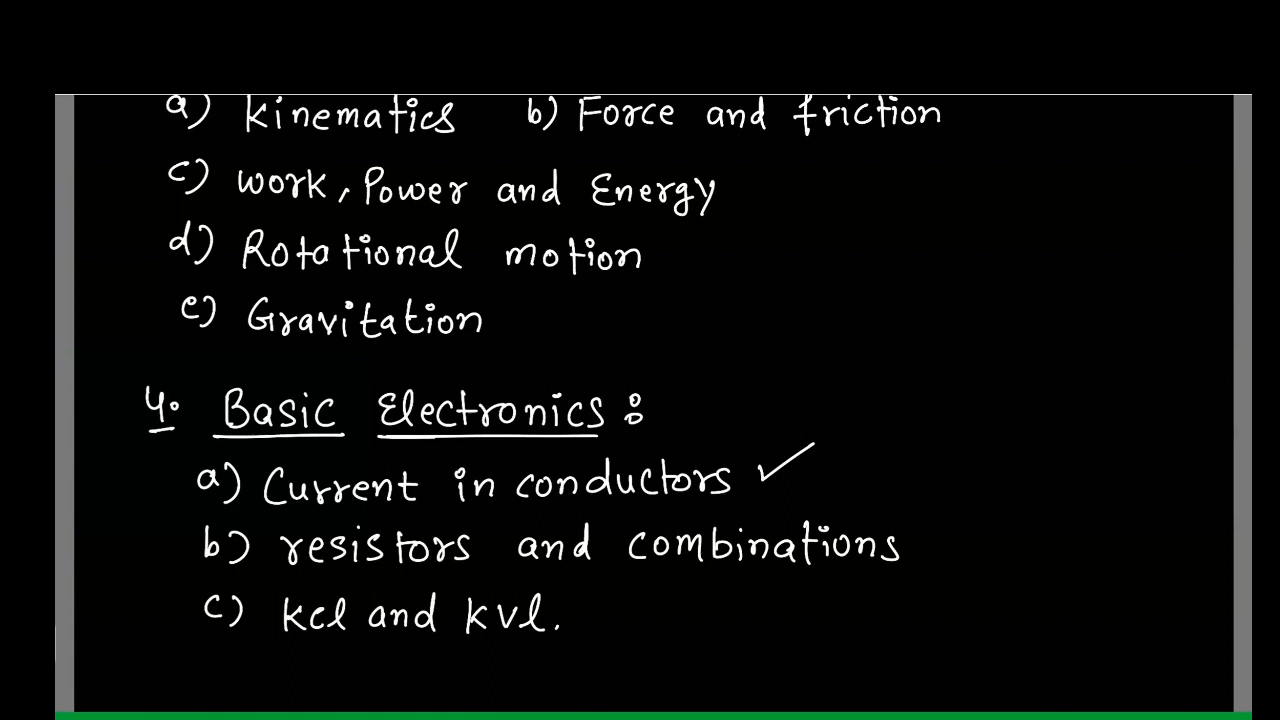 a) Kinematics b) Force and friction
c) Work, Power and Energy
d) Rotational motion
e) Gravitation
4. Basic Electronics :
a) Current in conductors ✓
b) resistors and combinations
c) kcl and kvl.